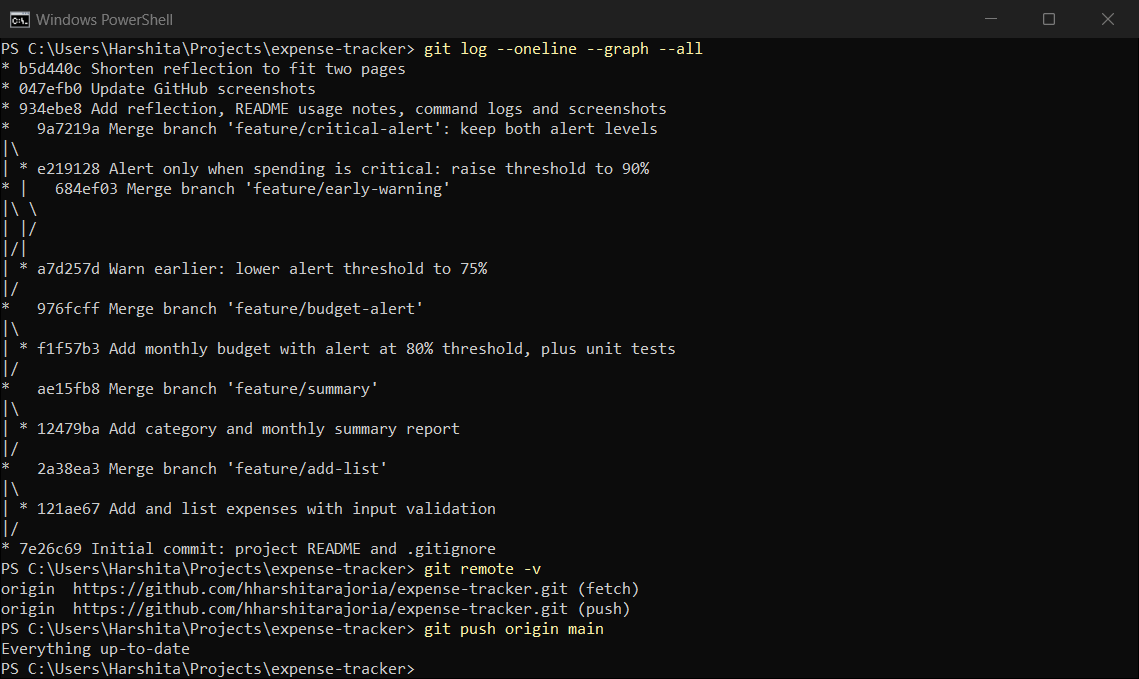 Windows PowerShell
PS C:\Users\Harshita\Projects\expense-tracker> git log --oneline --graph --all
* b5d440c Shorten reflection to fit two pages
* 047efb0 Update GitHub screenshots
* 934ebe8 Add reflection, README usage notes, command logs and screenshots
*   9a7219a Merge branch 'feature/critical-alert': keep both alert levels
|\
| * e219128 Alert only when spending is critical: raise threshold to 90%
* |   684ef03 Merge branch 'feature/early-warning'
|\ \
| |/
|/|
| * a7d257d Warn earlier: lower alert threshold to 75%
|/
*   976fcff Merge branch 'feature/budget-alert'
|\
| * f1f57b3 Add monthly budget with alert at 80% threshold, plus unit tests
|/
*   ae15fb8 Merge branch 'feature/summary'
|\
| * 12479ba Add category and monthly summary report
|/
*   2a38ea3 Merge branch 'feature/add-list'
|\
| * 121ae67 Add and list expenses with input validation
|/
* 7e26c69 Initial commit: project README and .gitignore
PS C:\Users\Harshita\Projects\expense-tracker> git remote -v
origin  https://github.com/hharshitarajoria/expense-tracker.git (fetch)
origin  https://github.com/hharshitarajoria/expense-tracker.git (push)
PS C:\Users\Harshita\Projects\expense-tracker> git push origin main
Everything up-to-date
PS C:\Users\Harshita\Projects\expense-tracker>